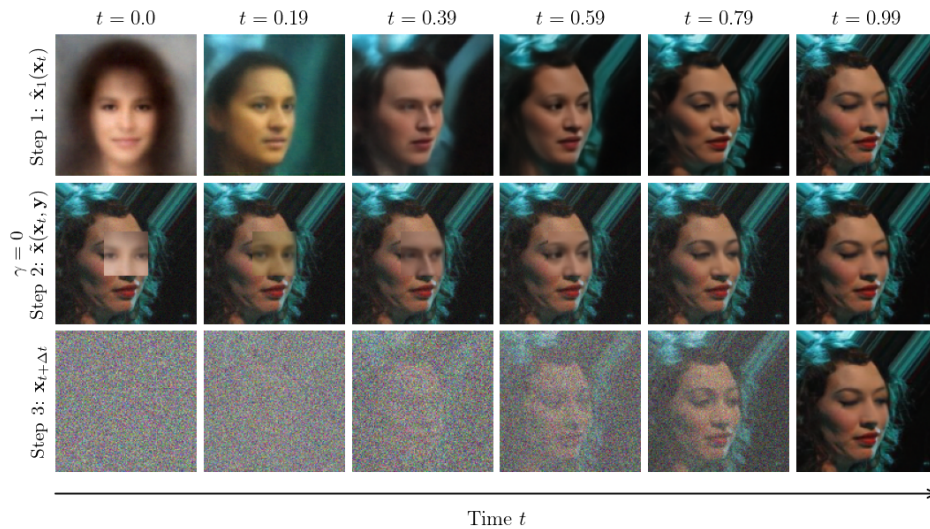 t = 0.0 t = 0.19 t = 0.39 t = 0.59 t = 0.79 t = 0.99
Step 1: x̂₁(xₜ)
γ = 0
Step 2: x̃(xₜ, y)
Step 3: xₜ₊Δₜ
Time t